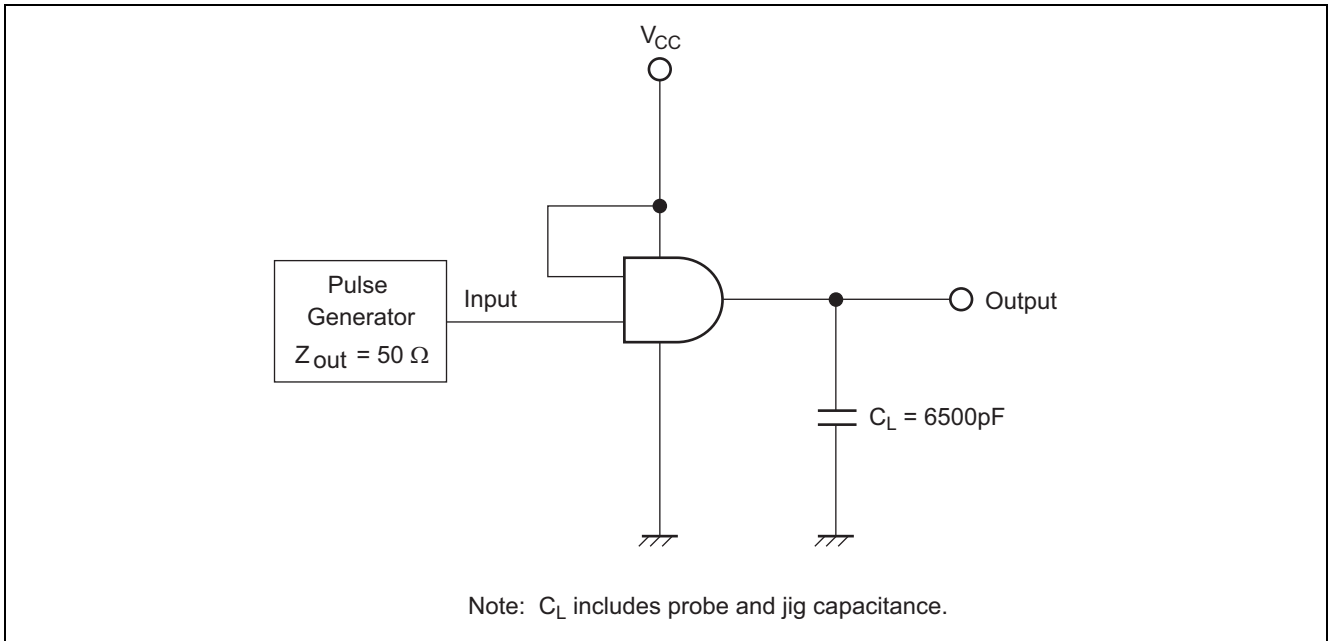 VCC
Pulse
Generator
Zout = 50 Ω
Input
Output
CL = 6500pF
Note: CL includes probe and jig capacitance.